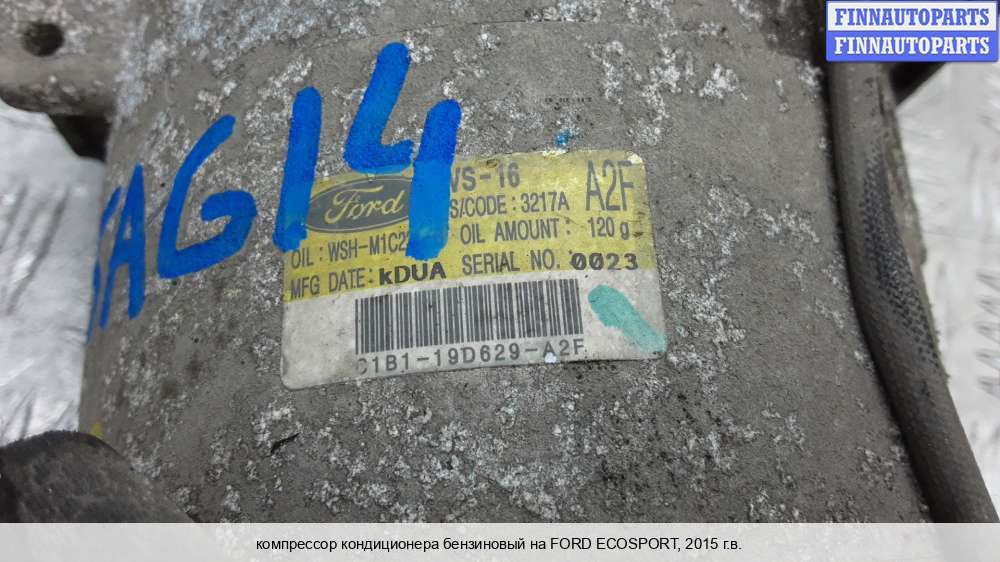 FINNAUTOPARTS
FINNAUTOPARTS
AG14
VS-16
Ford
S/CODE : 3217A
A2F
OIL : WSH-M1C2
OIL AMOUNT : 120 g
MFG DATE : KDUA SERIAL NO. 0023
C1B1-19D629-A2F
компрессор кондиционера бензиновый на FORD ECOSPORT, 2015 г.в.